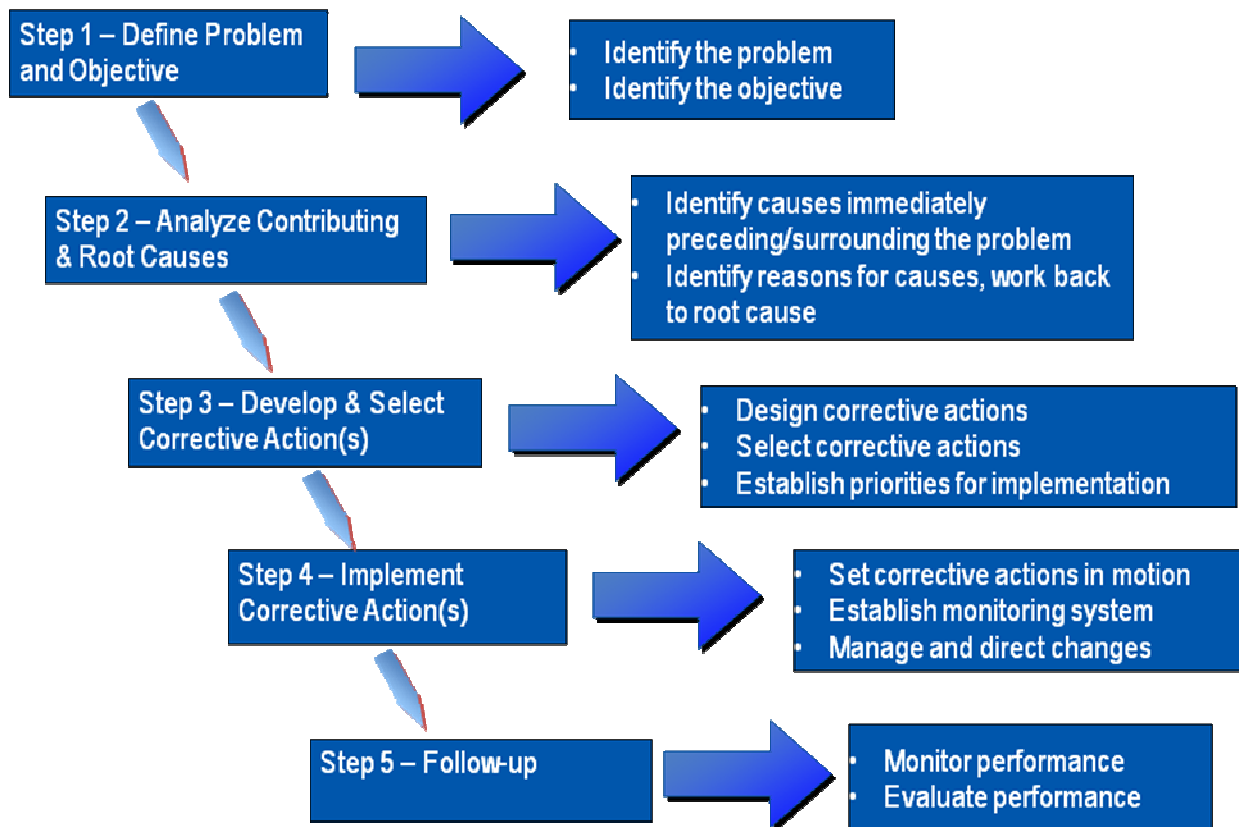 Step 1 – Define Problem
and Objective
• Identify the problem
• Identify the objective
Step 2 – Analyze Contributing
& Root Causes
• Identify causes immediately
preceding/surrounding the problem
• Identify reasons for causes, work back
to root cause
Step 3 – Develop & Select
Corrective Action(s)
• Design corrective actions
• Select corrective actions
• Establish priorities for implementation
Step 4 – Implement
Corrective Action(s)
• Set corrective actions in motion
• Establish monitoring system
• Manage and direct changes
Step 5 – Follow-up
• Monitor performance
• Evaluate performance